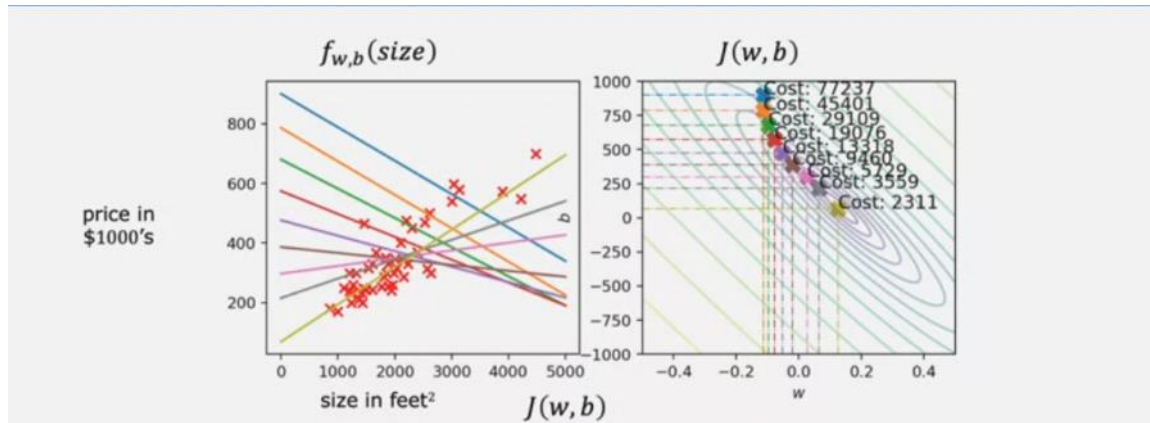 f_{w,b}(size)
J(w,b)
price in
$1000's
800
600
400
200
0 1000 2000 3000 4000 5000
size in feet²
b
1000
750
500
250
0
−250
−500
−750
−1000
Cost: 77237
Cost: 45401
Cost: 29109
Cost: 19076
Cost: 13318
Cost: 9460
Cost: 5729
Cost: 3559
Cost: 2311
−0.4 −0.2 0.0 0.2 0.4
w
J(w,b)